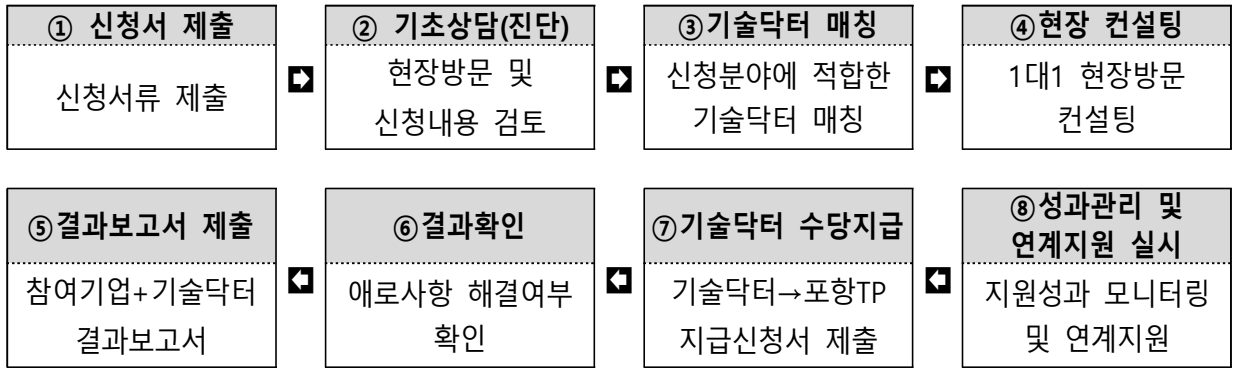 ① 신청서 제출
신청서류 제출
② 기초상담(진단)
현장방문 및
신청내용 검토
③기술닥터 매칭
신청분야에 적합한
기술닥터 매칭
④현장 컨설팅
1대1 현장방문
컨설팅
⑤결과보고서 제출
참여기업+기술닥터
결과보고서
⑥결과확인
애로사항 해결여부
확인
⑦기술닥터 수당지급
기술닥터→포항TP
지급신청서 제출
⑧성과관리 및
연계지원 실시
지원성과 모니터링
및 연계지원